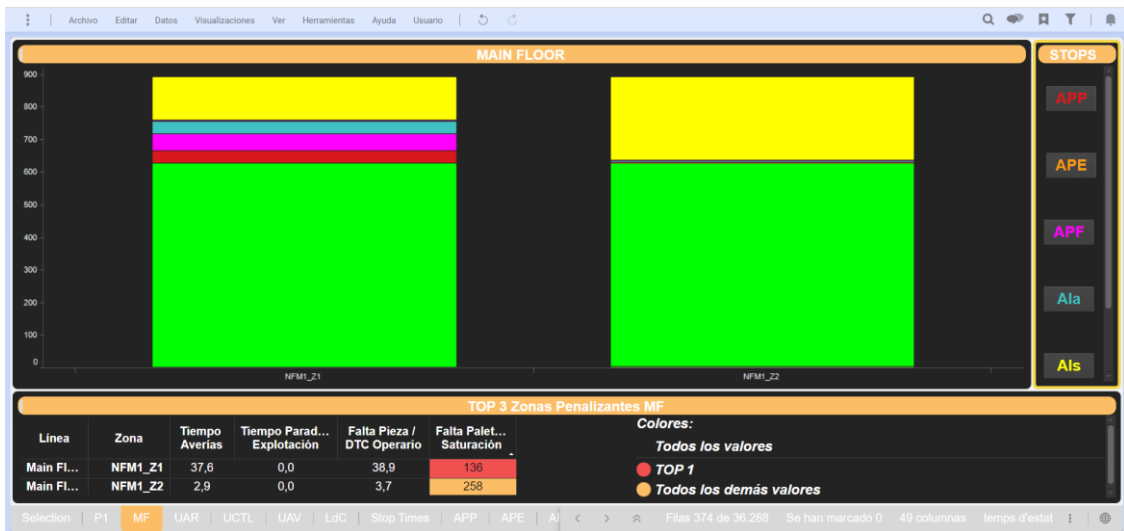 Archivo Editar Datos Visualizaciones Ver Herramientas Ayuda Usuario
MAIN FLOOR
STOPS
900
800
700
600
500
400
300
200
100
0
NFM1_Z1
NFM1_Z2
APP
APE
APF
Ala
Als
TOP 3 Zonas Penalizantes MF
Línea Zona Tiempo Averías Tiempo Parad... Explotación Falta Pieza / DTC Operario Falta Palet... Saturación
Main Fl... NFM1_Z1 37,6 0,0 38,9 136
Main Fl... NFM1_Z2 2,9 0,0 3,7 258
Colores:
Todos los valores
TOP 1
Todos los demás valores
Selection P1 MF UAR UCTL UAV LdC Stop Times APP APE Filas 374 de 36.288 Se han marcado 0 49 columnas temps d'estat